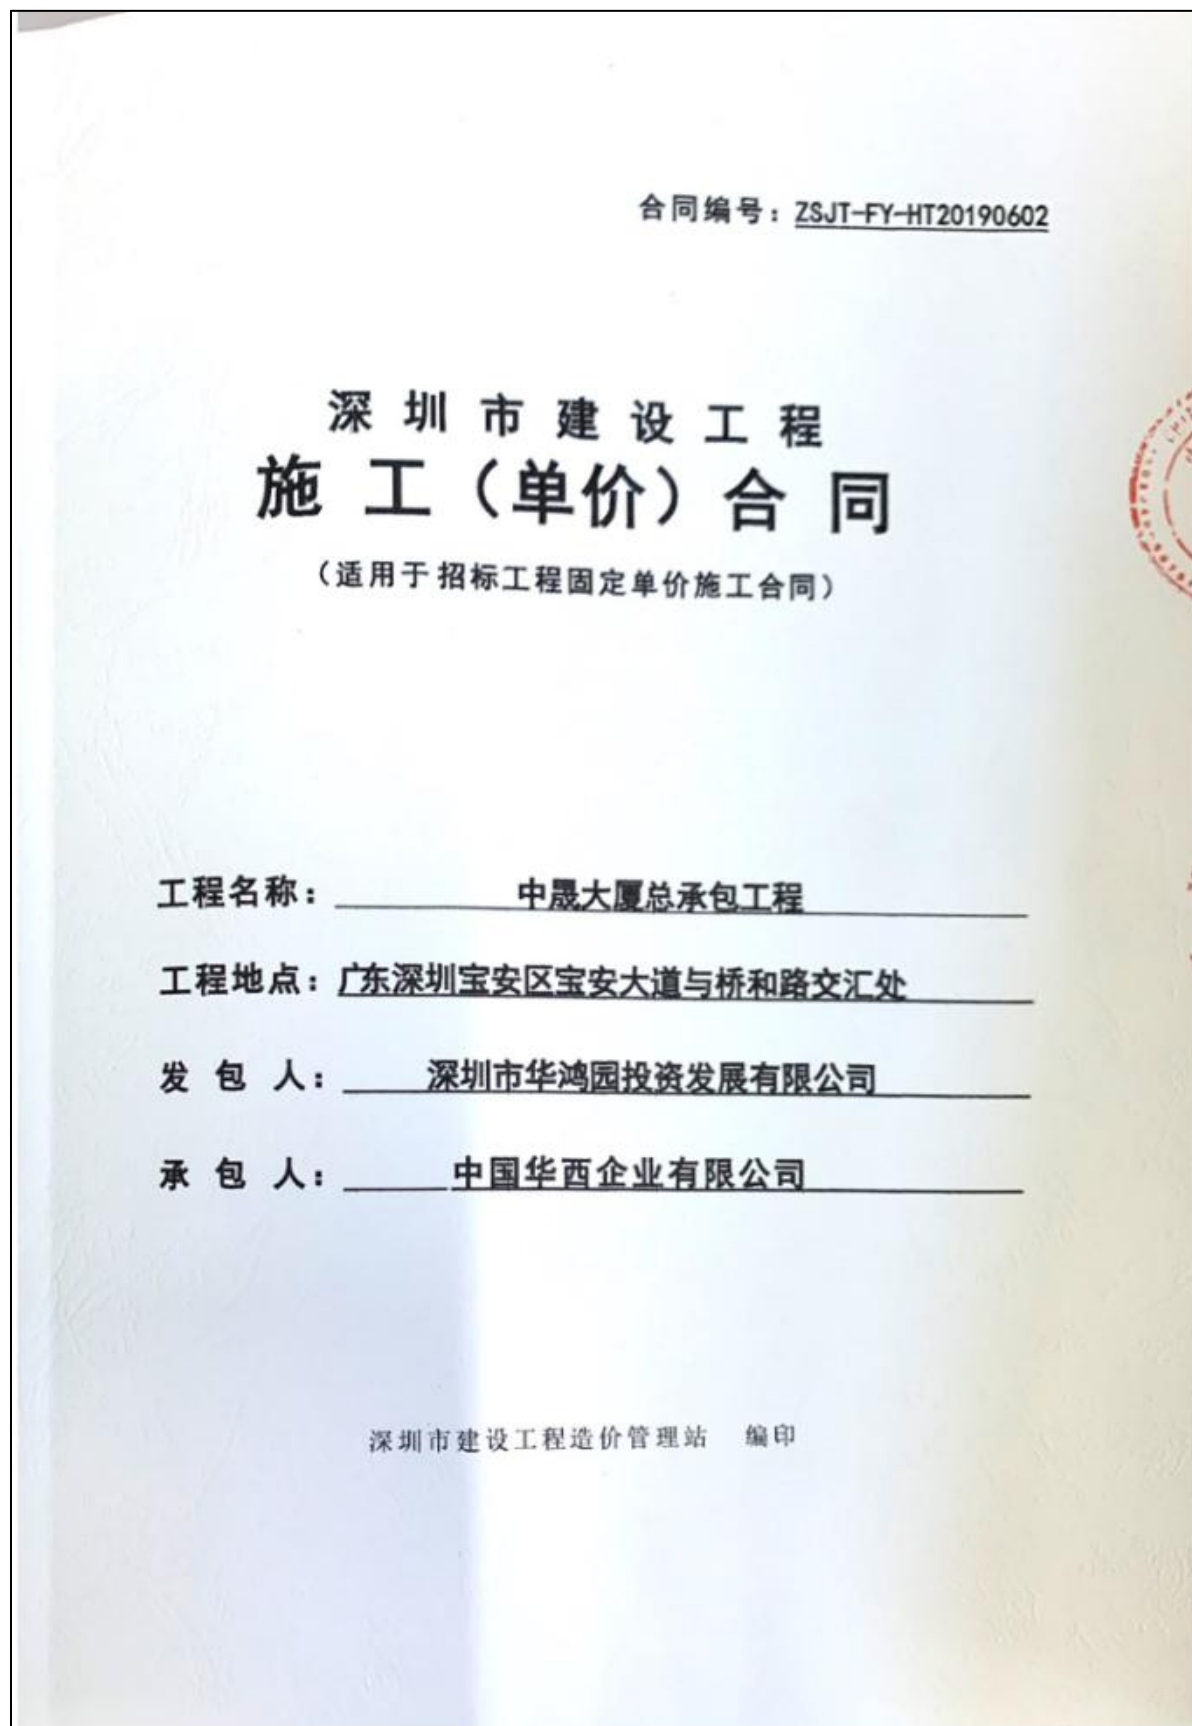 合同编号：ZSJT-FY-HT20190602
深圳市建设工程
施工（单价）合同
（适用于招标工程固定单价施工合同）
工程名称：中晟大厦总承包工程
工程地点：广东深圳宝安区宝安大道与桥和路交汇处
发包人：深圳市华鸿园投资发展有限公司
承包人：中国华西企业有限公司
深圳市建设工程造价管理站 编印